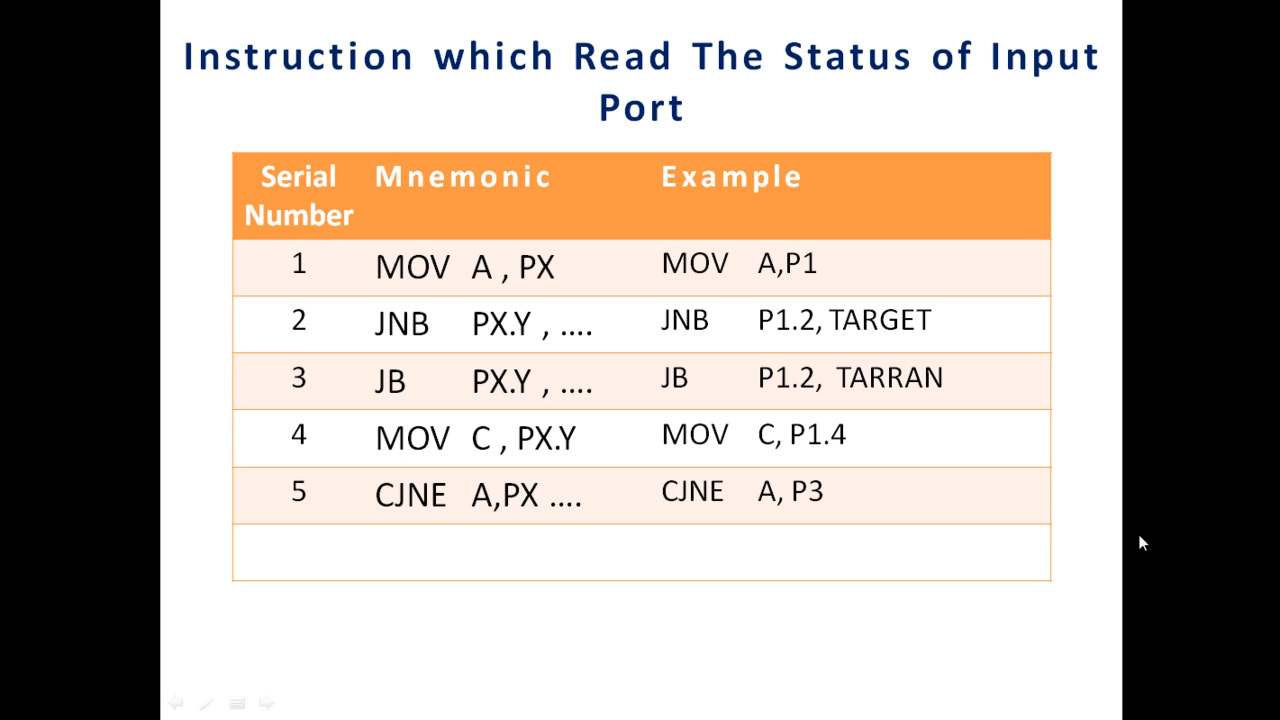 Instruction which Read The Status of Input
Port
Serial Number Mnemonic Example
1 MOV A , PX MOV A,P1
2 JNB PX.Y , .... JNB P1.2, TARGET
3 JB PX.Y , .... JB P1.2, TARRAN
4 MOV C , PX.Y MOV C, P1.4
5 CJNE A,PX .... CJNE A, P3